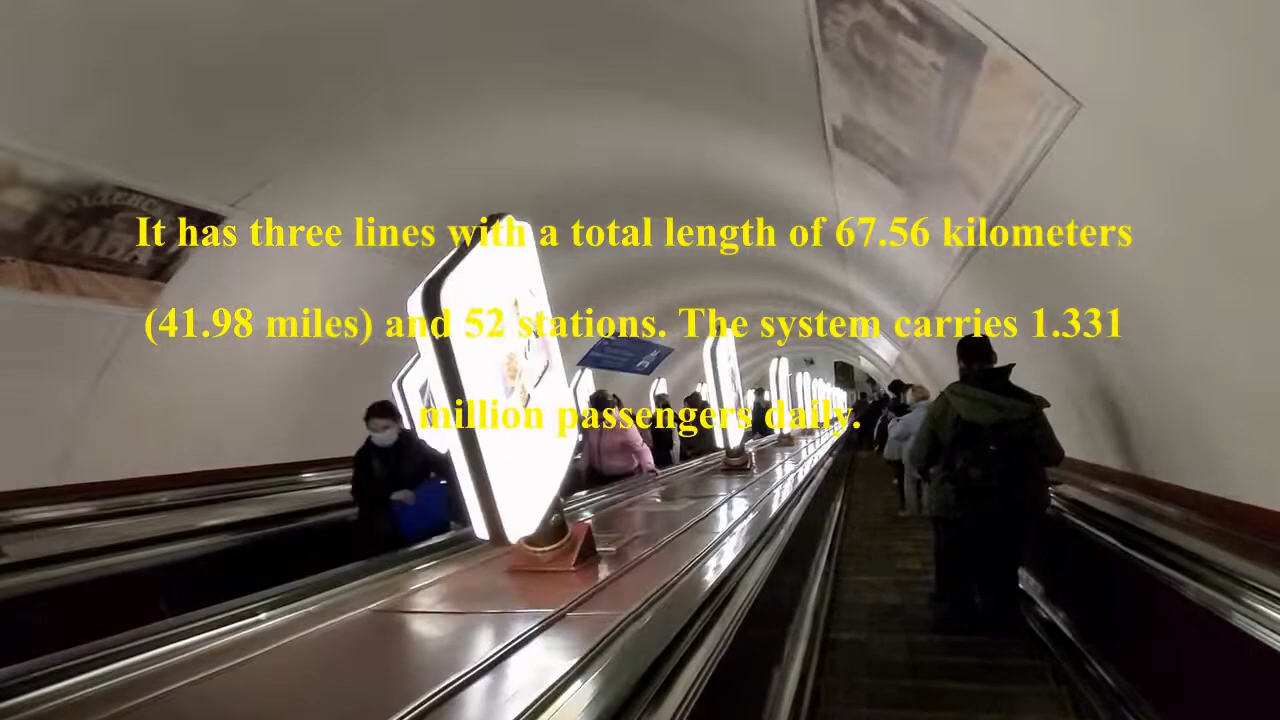 It has three lines with a total length of 67.56 kilometers
(41.98 miles) and 52 stations. The system carries 1.331
million passengers daily.